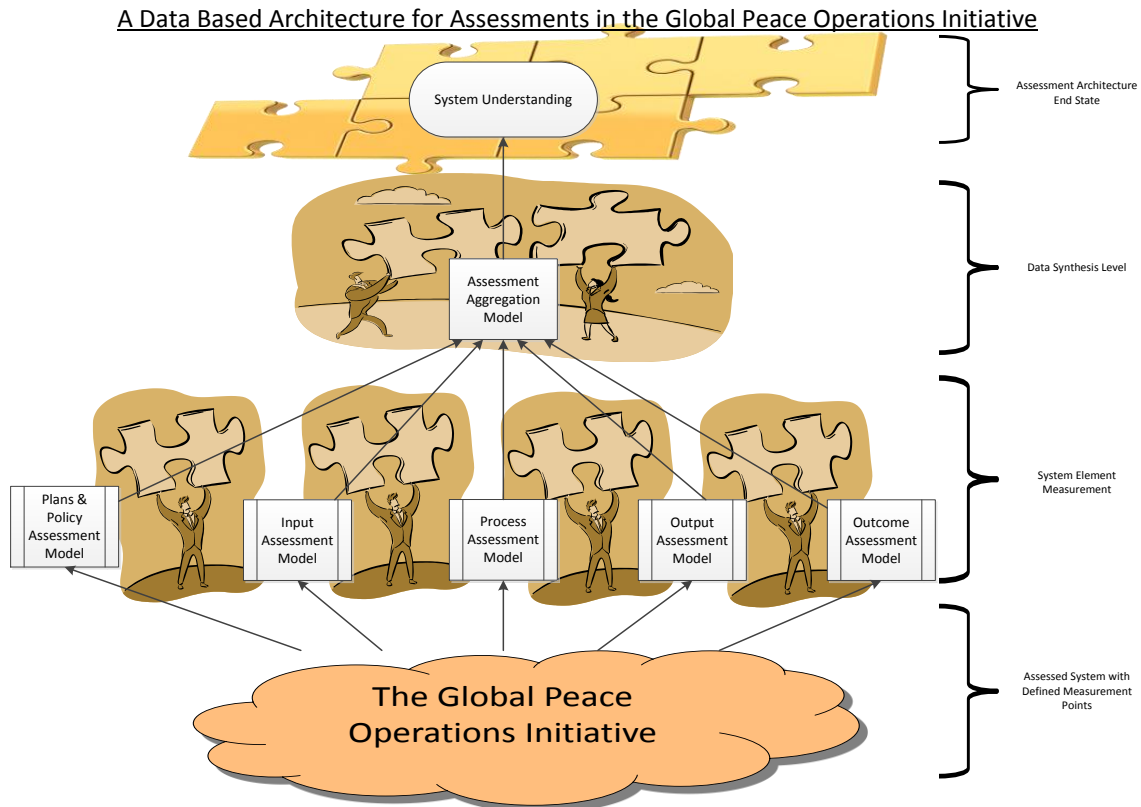 A Data Based Architecture for Assessments in the Global Peace Operations Initiative
System Understanding
Assessment Architecture
End State
Assessment
Aggregation
Model
Data Synthesis Level
Plans &
Policy
Assessment
Model
Input
Assessment
Model
Process
Assessment
Model
Output
Assessment
Model
Outcome
Assessment
Model
System Element
Measurement
The Global Peace
Operations Initiative
Assessed System with
Defined Measurement
Points